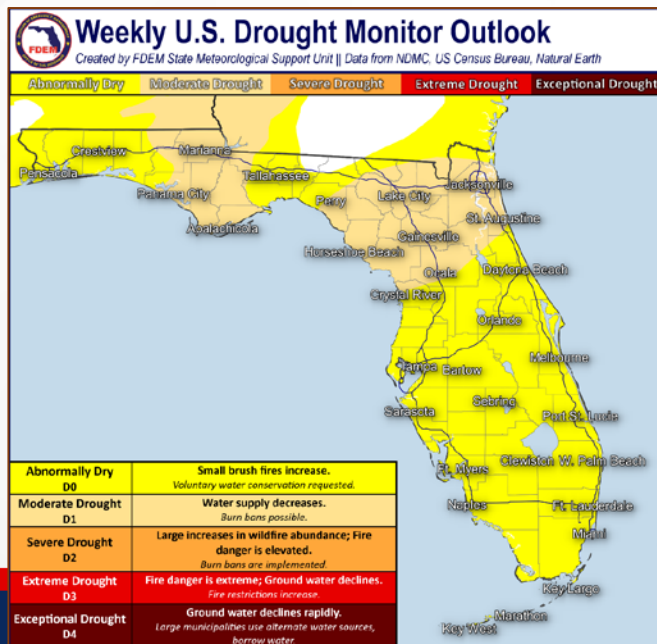 FDEM
Weekly U.S. Drought Monitor Outlook
Created by FDEM State Meteorological Support Unit || Data from NDMC, US Census Bureau, Natural Earth
Abnormally Dry Moderate Drought Severe Drought Extreme Drought Exceptional Drought
Crestview
Marianna
Pensacola
Tallahassee
Jacksonville
Panama City
Perry
Lake City
Apalachicola
St. Augustine
Gainesville
Horseshoe Beach
Ocala
Daytona Beach
Crystal River
Orlando
Melbourne
Tampa
Bartow
Sebring
Sarasota
Port St. Lucie
Ft. Myers
Clewiston
W. Palm Beach
Naples
Ft. Lauderdale
Miami
Key Largo
Marathon
Key West
Abnormally Dry
D0
Small brush fires increase.
Voluntary water conservation requested.
Moderate Drought
D1
Water supply decreases.
Burn bans possible.
Severe Drought
D2
Large increases in wildfire abundance; Fire
danger is elevated.
Burn bans are implemented.
Extreme Drought
D3
Fire danger is extreme; Ground water declines.
Fire restrictions increase.
Exceptional Drought
D4
Ground water declines rapidly.
Large municipalities use alternate water sources,
borrow water.